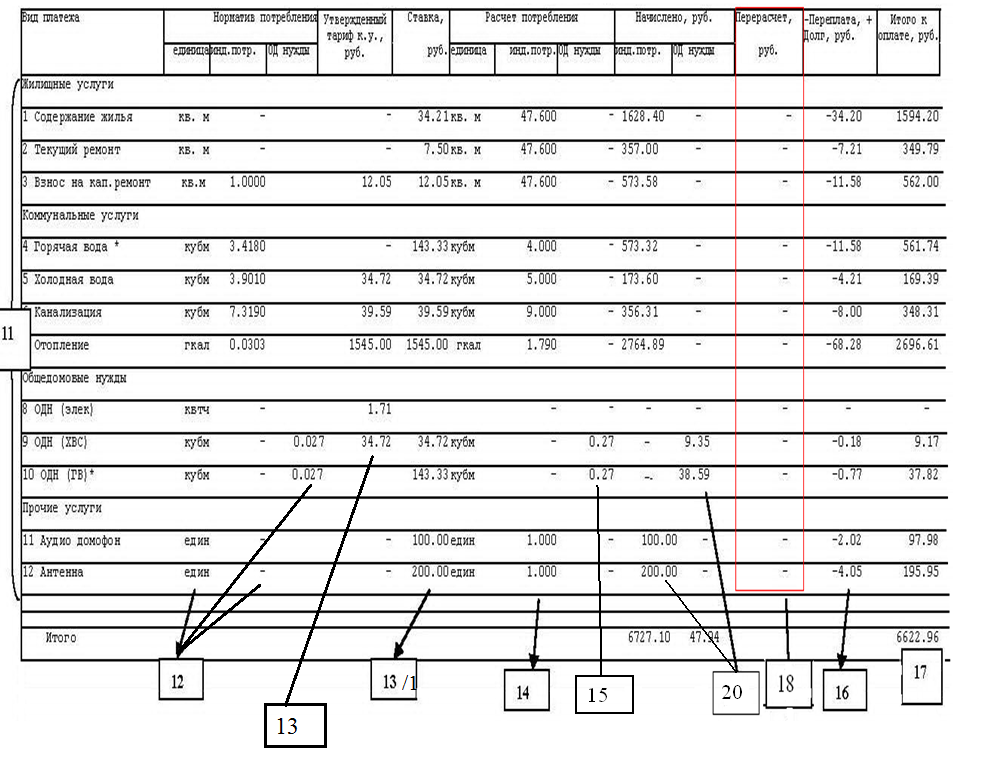 Вид платежа Норматив потребления Утвержденный тариф к.у., руб. Ставка, руб. Расчет потребления Начислено, руб. Перерасчет, руб. -Переплата, + Долг, руб. Итого к оплате, руб.
единица инд.потр. ОД нужды единица инд.потр. ОД нужды инд.потр. ОД нужды
Жилищные услуги
1 Содержание жилья кв. м - - 34.21 кв. м 47.600 - 1628.40 - - -34.20 1594.20
2 Текущий ремонт кв. м - - 7.50 кв. м 47.600 - 357.00 - - -7.21 349.79
3 Взнос на кап.ремонт кв.м 1.0000 12.05 12.05 кв. м 47.600 - 573.58 - - -11.58 562.00
Коммунальные услуги
4 Горячая вода * кубм 3.4180 - 143.33 кубм 4.000 - 573.32 - - -11.58 561.74
5 Холодная вода кубм 3.9010 34.72 34.72 кубм 5.000 - 173.60 - - -4.21 169.39
Канализация кубм 7.3190 39.59 39.59 кубм 9.000 - 356.31 - - -8.00 348.31
11
Отопление гкал 0.0303 1545.00 1545.00 гкал 1.790 - 2764.89 - - -68.28 2696.61
Общедомовые нужды
8 ОДН (элек) квтч - 1.71 - - - - - - -
9 ОДН (ХВС) кубм - 0.027 34.72 34.72 кубм - 0.27 - 9.35 - -0.18 9.17
10 ОДН (ГВ)* кубм - 0.027 143.33 кубм - 0.27 -. 38.59 - -0.77 37.82
Прочие услуги
11 Аудио домофон един - - 100.00 един 1.000 100.00 - - -2.02 97.98
12 Антенна един - - 200.00 един 1.000 200.00 - - -4.05 195.95
Итого 6727.10 47.94 6622.96
12 13 /1 14 15 20 18 16 17
13